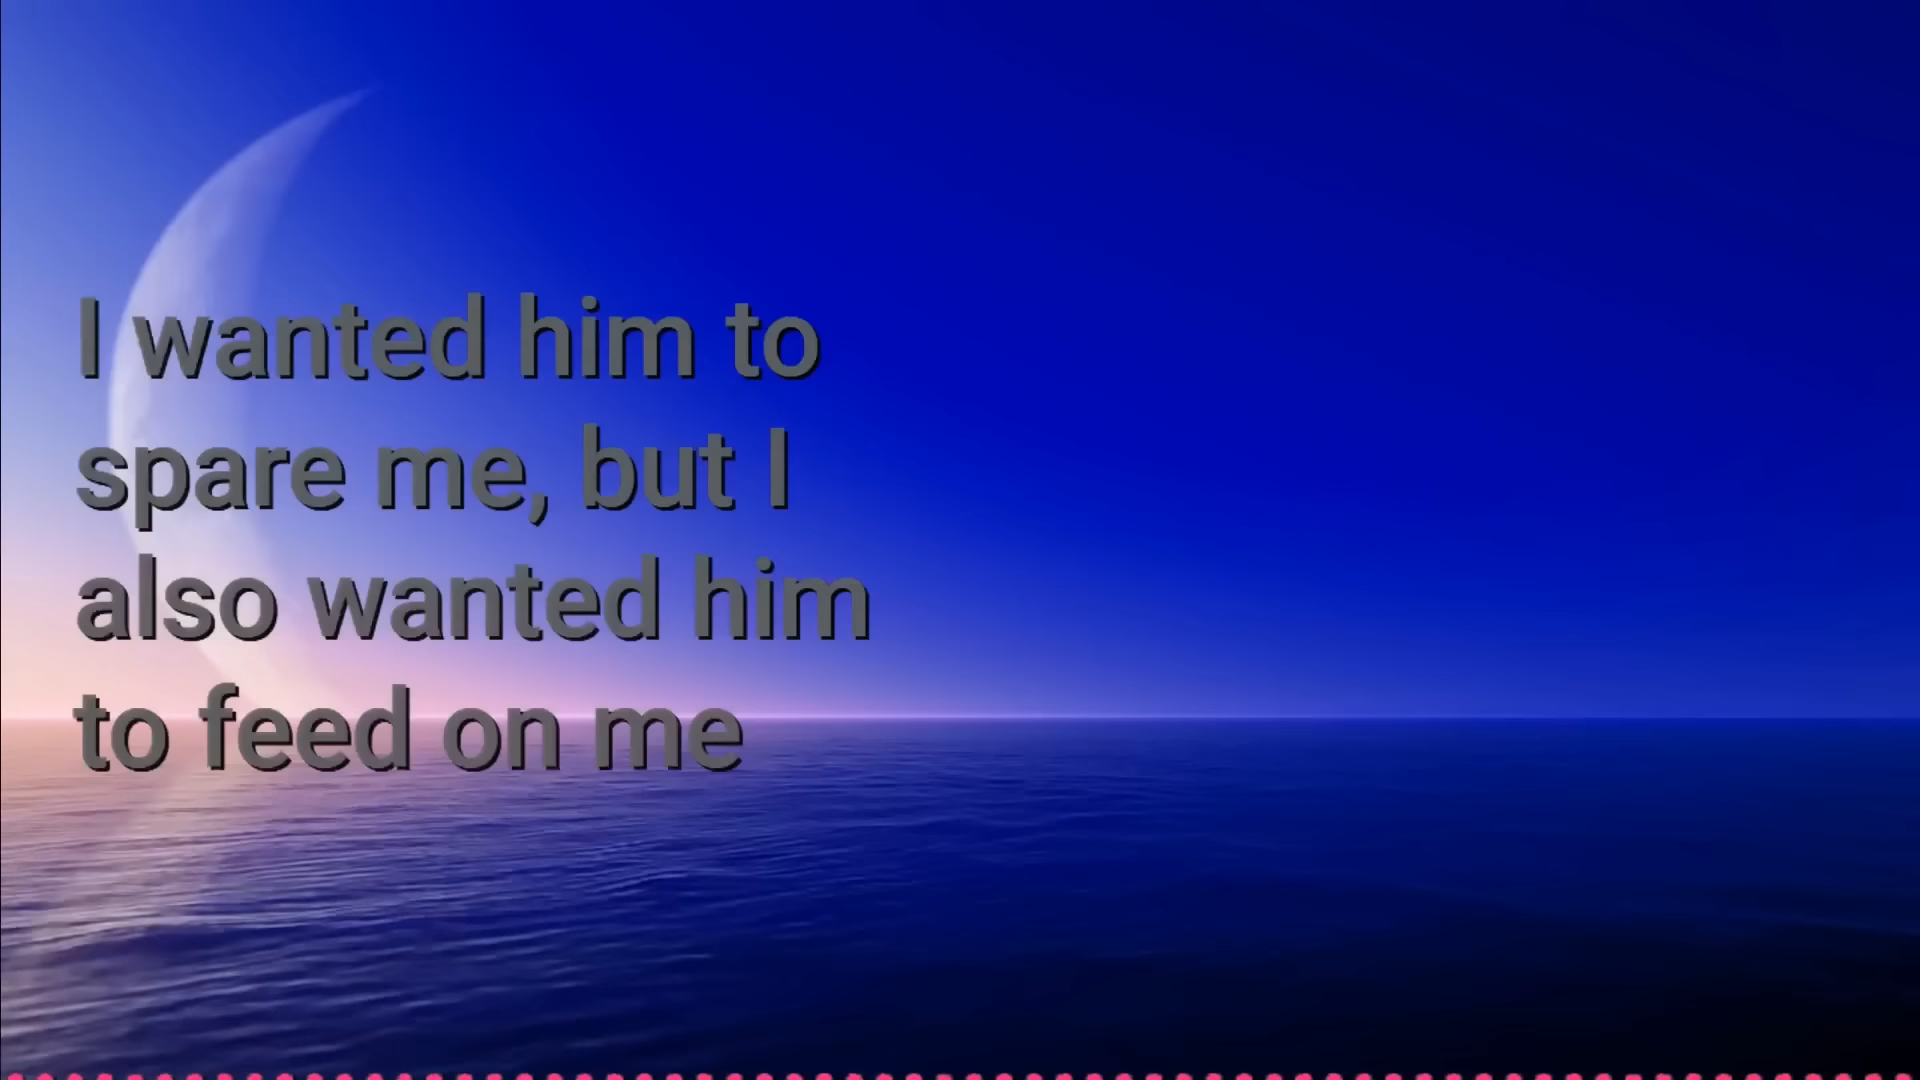 I wanted him to
spare me, but I
also wanted him
to feed on me